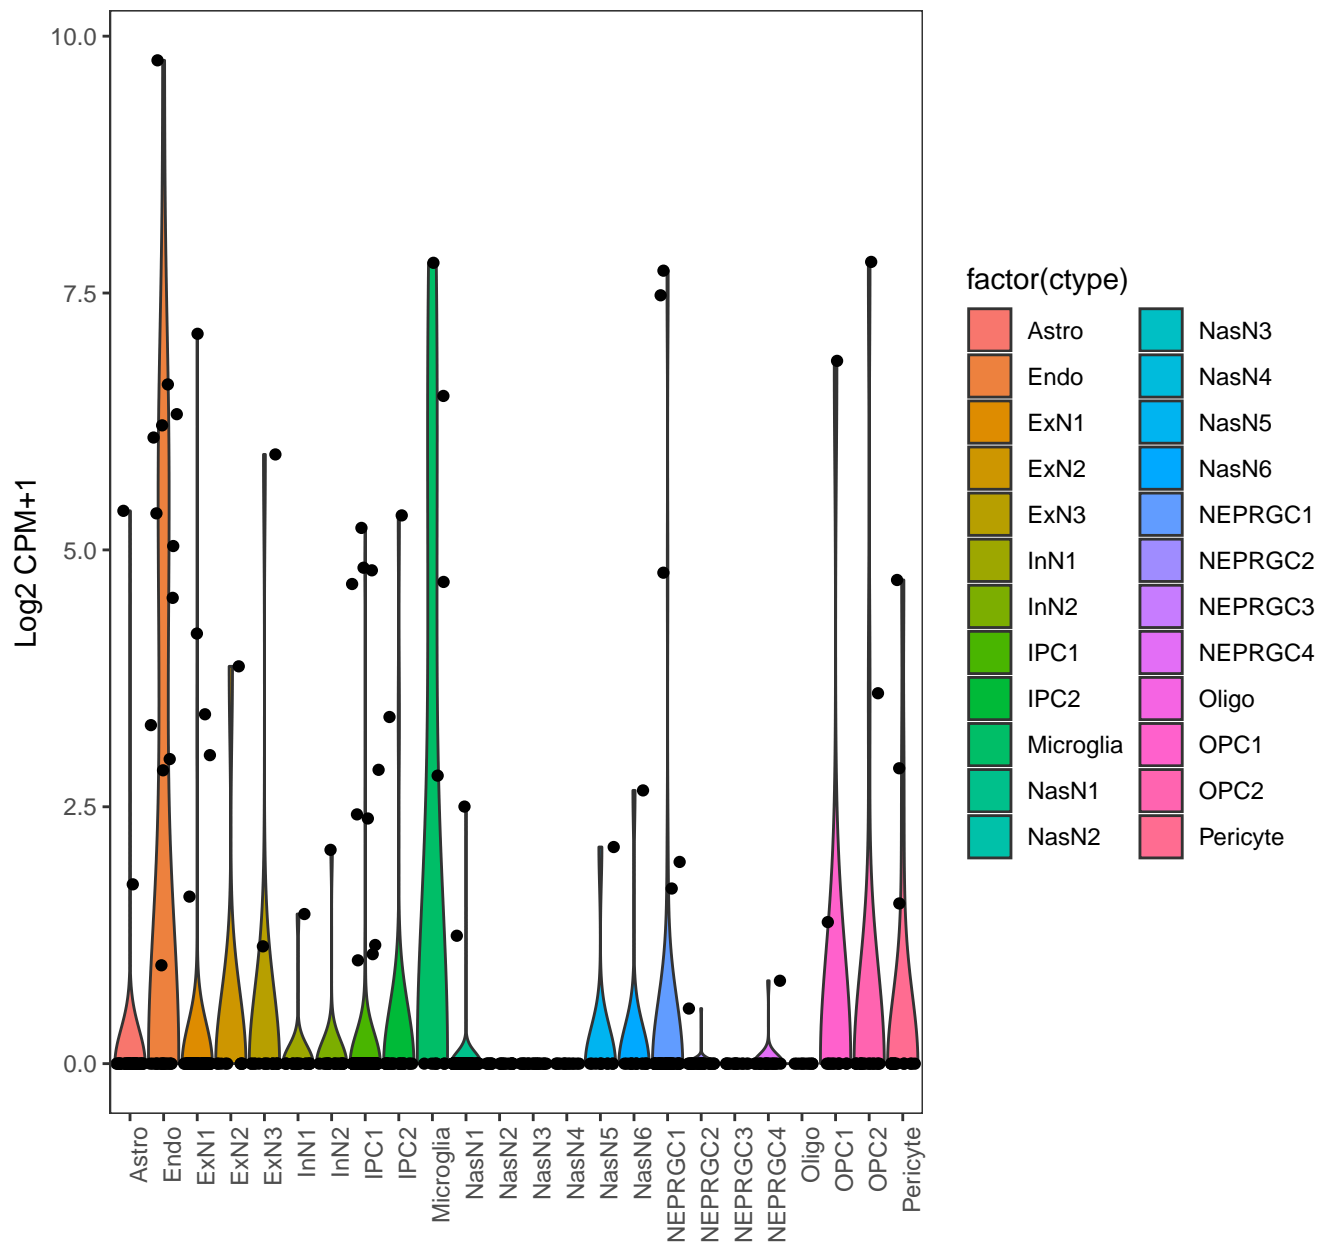 10.0
7.5
5.0
2.5
0.0
Log2 CPM+1
Astro
Endo
ExN1
ExN2
ExN3
InN1
InN2
IPC1
IPC2
Microglia
NasN1
NasN2
NasN3
NasN4
NasN5
NasN6
NEPRGC1
NEPRGC2
NEPRGC3
NEPRGC4
Oligo
OPC1
OPC2
Pericyte
factor(ctype)
Astro
Endo
ExN1
ExN2
ExN3
InN1
InN2
IPC1
IPC2
Microglia
NasN1
NasN2
NasN3
NasN4
NasN5
NasN6
NEPRGC1
NEPRGC2
NEPRGC3
NEPRGC4
Oligo
OPC1
OPC2
Pericyte